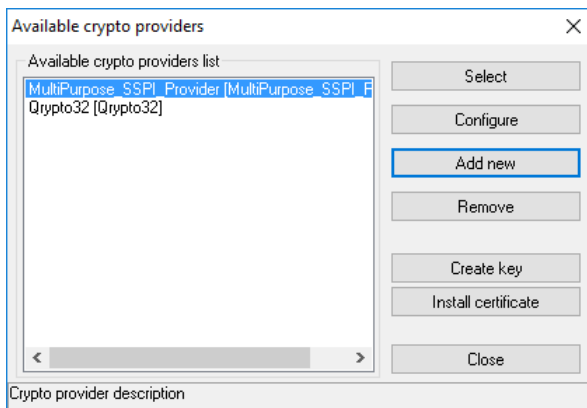 Available crypto providers
Available crypto providers list
MultiPurpose_SSPI_Provider [MultiPurpose_SSPI_F
Qrypto32 [Qrypto32]
Select
Configure
Add new
Remove
Create key
Install certificate
Close
Crypto provider description